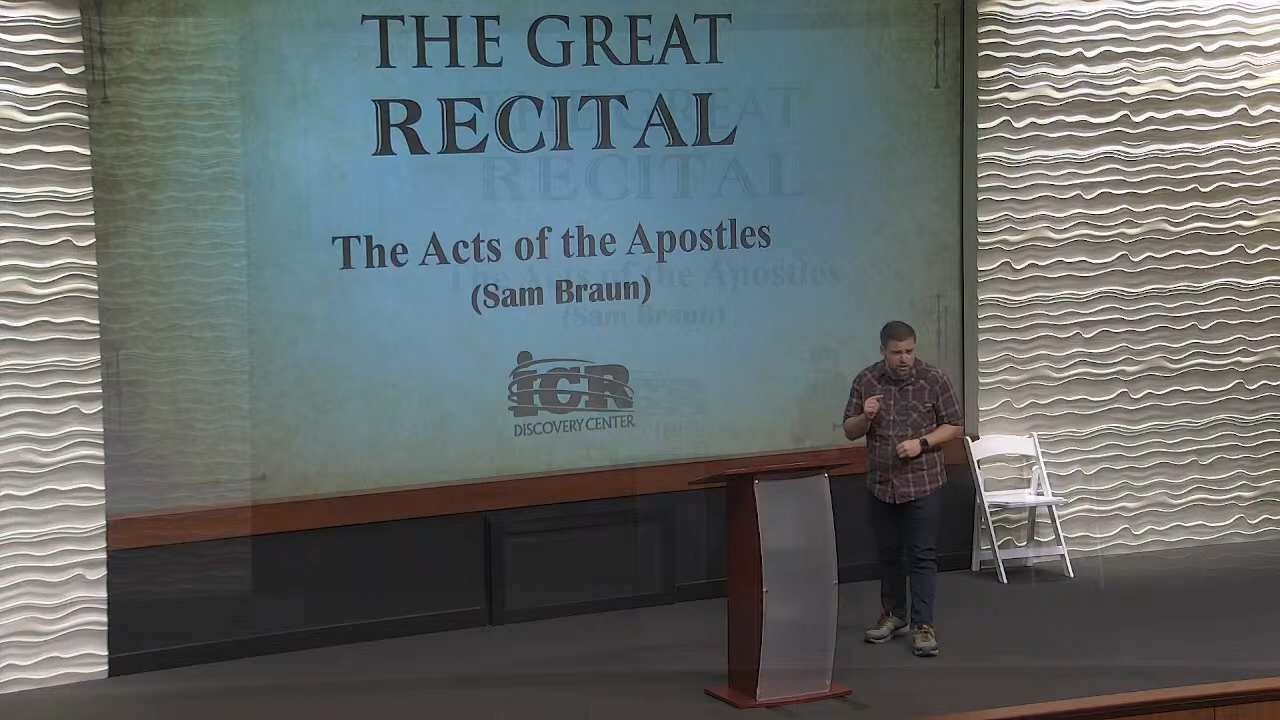 THE GREAT
RECITAL
The Acts of the Apostles
(Sam Braun)
ICR
DISCOVERY CENTER